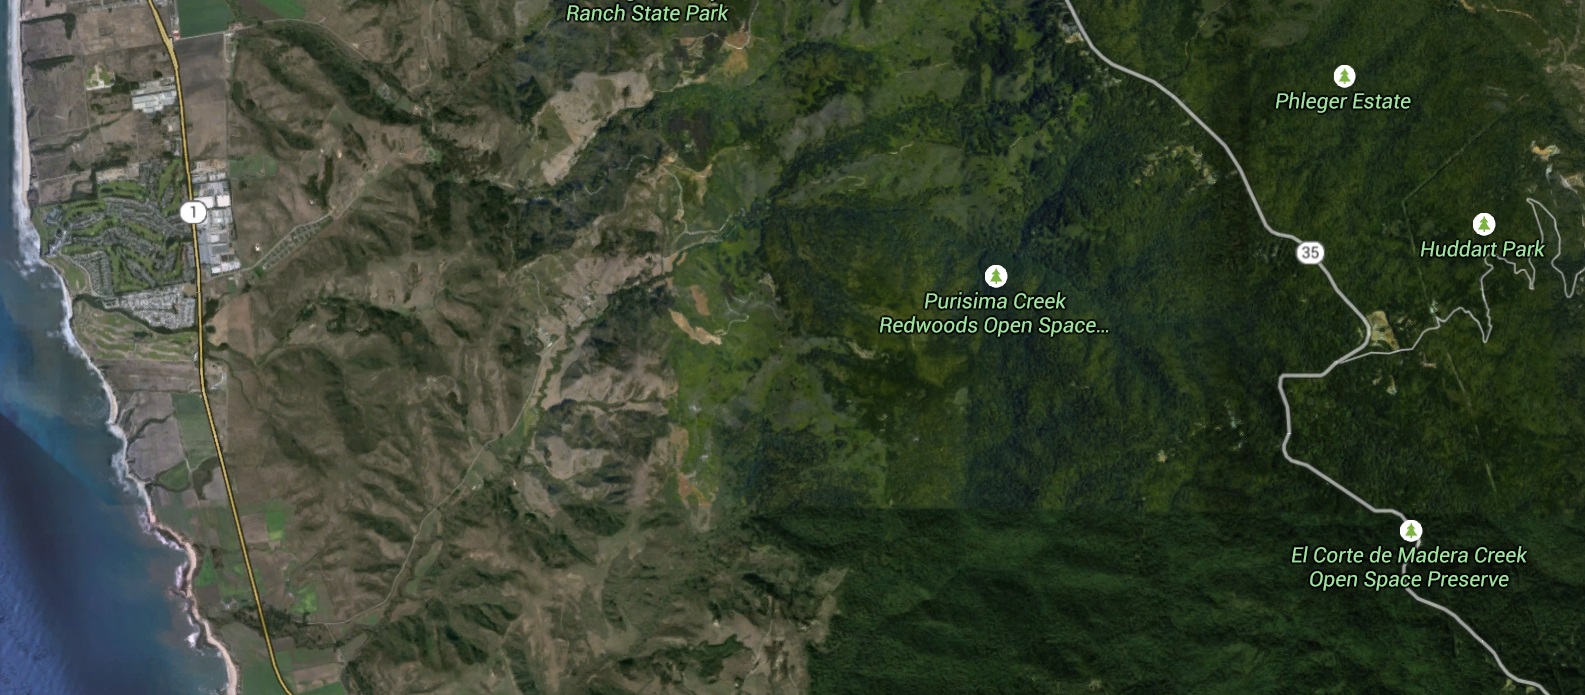 Ranch State Park
Phleger Estate
1
35
Huddart Park
Purisima Creek
Redwoods Open Space...
El Corte de Madera Creek
Open Space Preserve